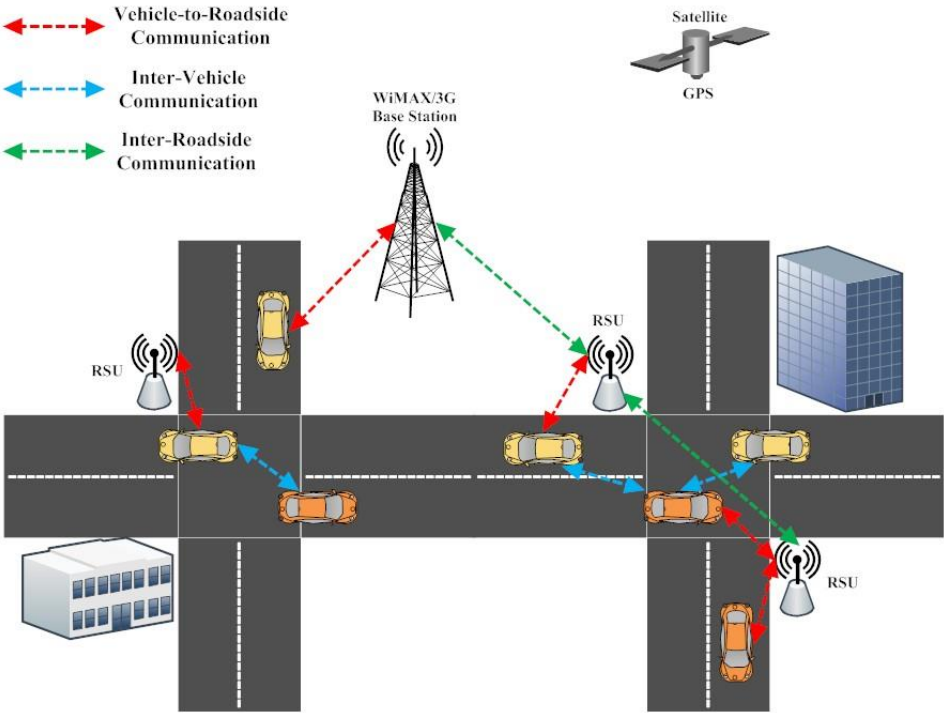 Vehicle-to-Roadside
Communication
Inter-Vehicle
Communication
Inter-Roadside
Communication
WiMAX/3G
Base Station
Satellite
GPS
RSU
RSU
RSU